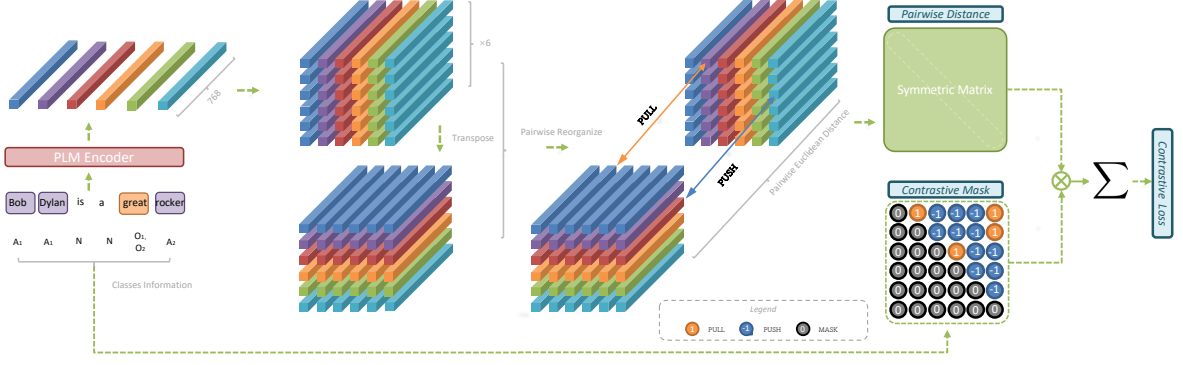 768
PLM Encoder
Bob Dylan is a great rocker
A1 A1 N N O1, O2 A2
Classes Information
×6
Transpose
Pairwise Reorganize
PULL
PUSH
Pairwise Euclidean Distance
Pairwise Distance
Symmetric Matrix
Contrastive Mask
0 1 -1 -1 -1 1
0 0 -1 -1 -1 1
0 0 0 1 -1 -1
0 0 0 0 -1 -1
0 0 0 0 0 -1
0 0 0 0 0 0
Legend
1 PULL -1 PUSH 0 MASK
∑
Contrastive Loss